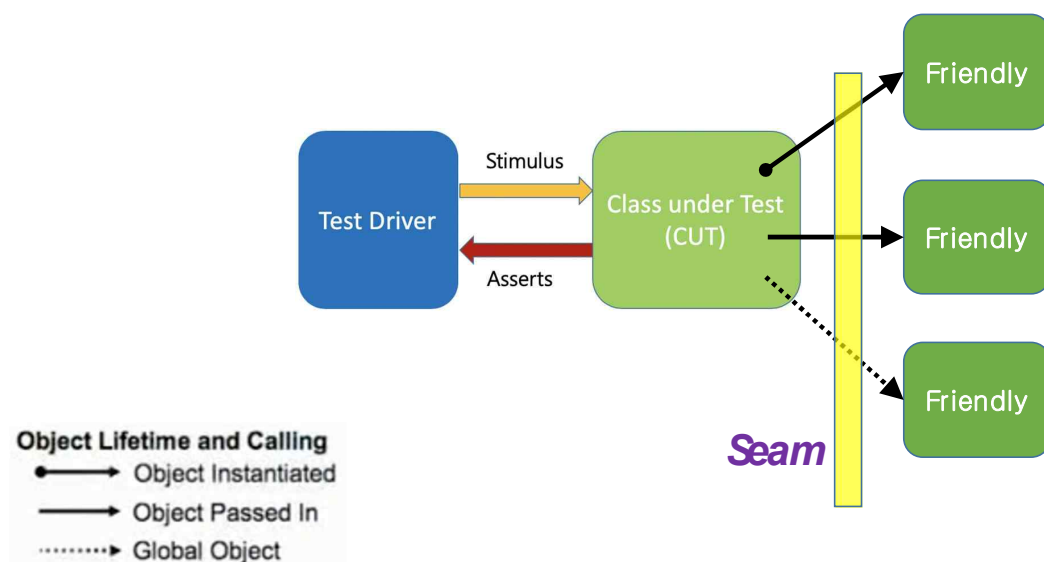 Friendly
Stimulus
Test Driver
Class under Test
(CUT)
Friendly
Asserts
Friendly
Seam
Object Lifetime and Calling
Object Instantiated
Object Passed In
Global Object